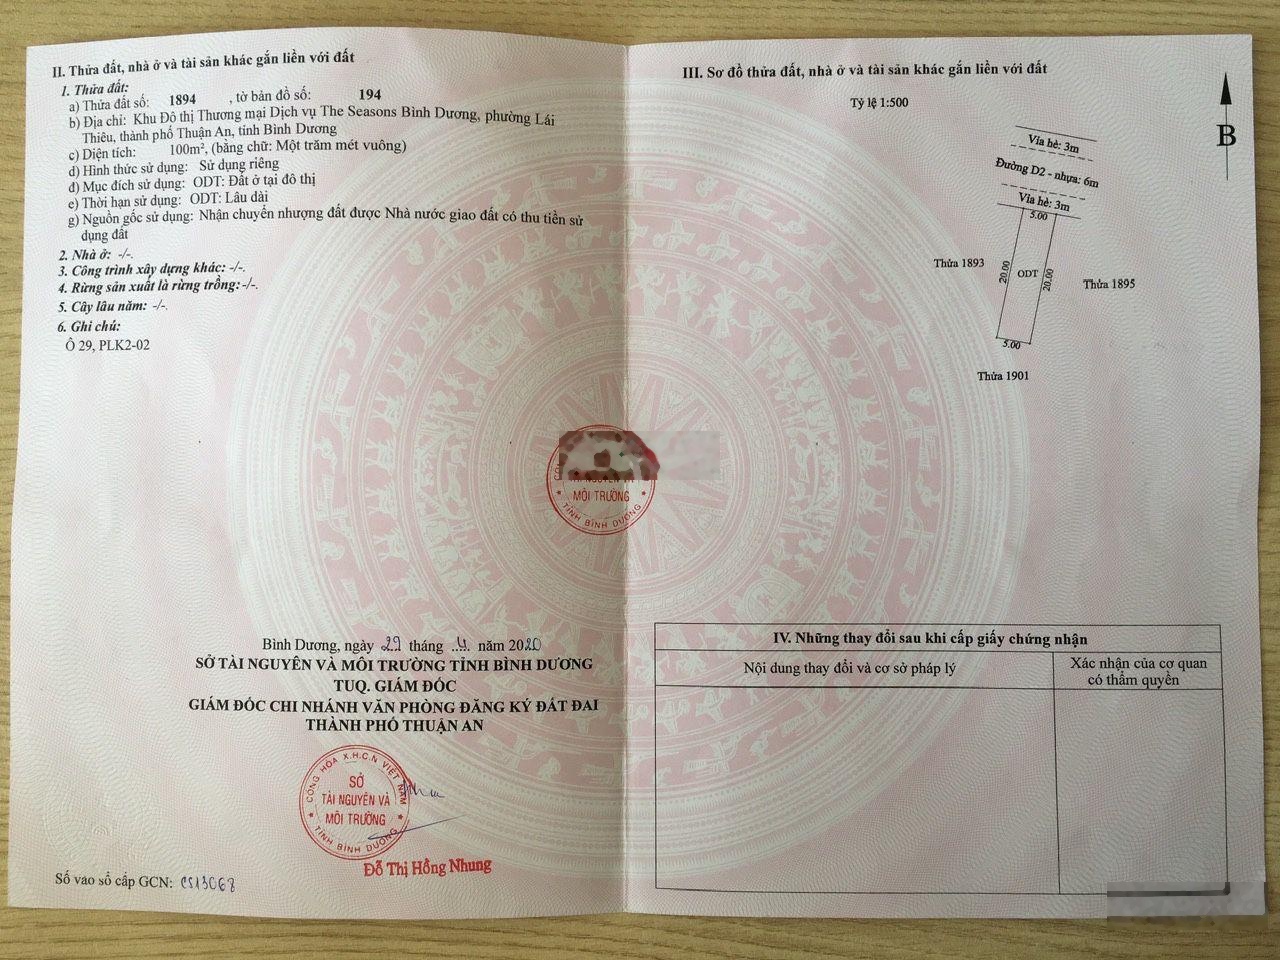 II. Thửa đất, nhà ở và tài sản khác gắn liền với đất
1. Thửa đất:
a) Thửa đất số: 1894 , tờ bản đồ số: 194
b) Địa chỉ: Khu Đô thị Thương mại Dịch vụ The Seasons Bình Dương, phường Lái
Thiêu, thành phố Thuận An, tỉnh Bình Dương
c) Diện tích: 100m², (bằng chữ: Một trăm mét vuông)
d) Hình thức sử dụng: Sử dụng riêng
đ) Mục đích sử dụng: ODT: Đất ở tại đô thị
e) Thời hạn sử dụng: ODT: Lâu dài
g) Nguồn gốc sử dụng: Nhận chuyển nhượng đất được Nhà nước giao đất có thu tiền sử
dụng đất
2. Nhà ở: -/-.
3. Công trình xây dựng khác: -/-.
4. Rừng sản xuất là rừng trồng: -/-.
5. Cây lâu năm: -/-.
6. Ghi chú:
Ô 29, PLK2-02
Bình Dương, ngày 29 tháng năm 2020
SỞ TÀI NGUYÊN VÀ MÔI TRƯỜNG TỈNH BÌNH DƯƠNG
TUQ. GIÁM ĐỐC
GIÁM ĐỐC CHI NHÁNH VĂN PHÒNG ĐĂNG KÝ ĐẤT ĐAI
THÀNH PHỐ THUẬN AN
CỘNG HÒA X.H.C.N VIỆT NAM
SỞ
TÀI NGUYÊN VÀ
MÔI TRƯỜNG
TỈNH BÌNH DƯƠNG
Đỗ Thị Hồng Nhung
Số vào sổ cấp GCN: CS13068
TÀI NGUYÊN VÀ
MÔI TRƯỜNG
TỈNH BÌNH DƯƠNG
III. Sơ đồ thửa đất, nhà ở và tài sản khác gắn liền với đất
Tỷ lệ 1:500
B
Vỉa hè: 3m
Đường D2 - nhựa: 6m
Vỉa hè: 3m
5.00
Thửa 1893
20.00
ODT
20.00
Thửa 1895
5.00
Thửa 1901
IV. Những thay đổi sau khi cấp giấy chứng nhận
Nội dung thay đổi và cơ sở pháp lý
Xác nhận của cơ quan
có thẩm quyền